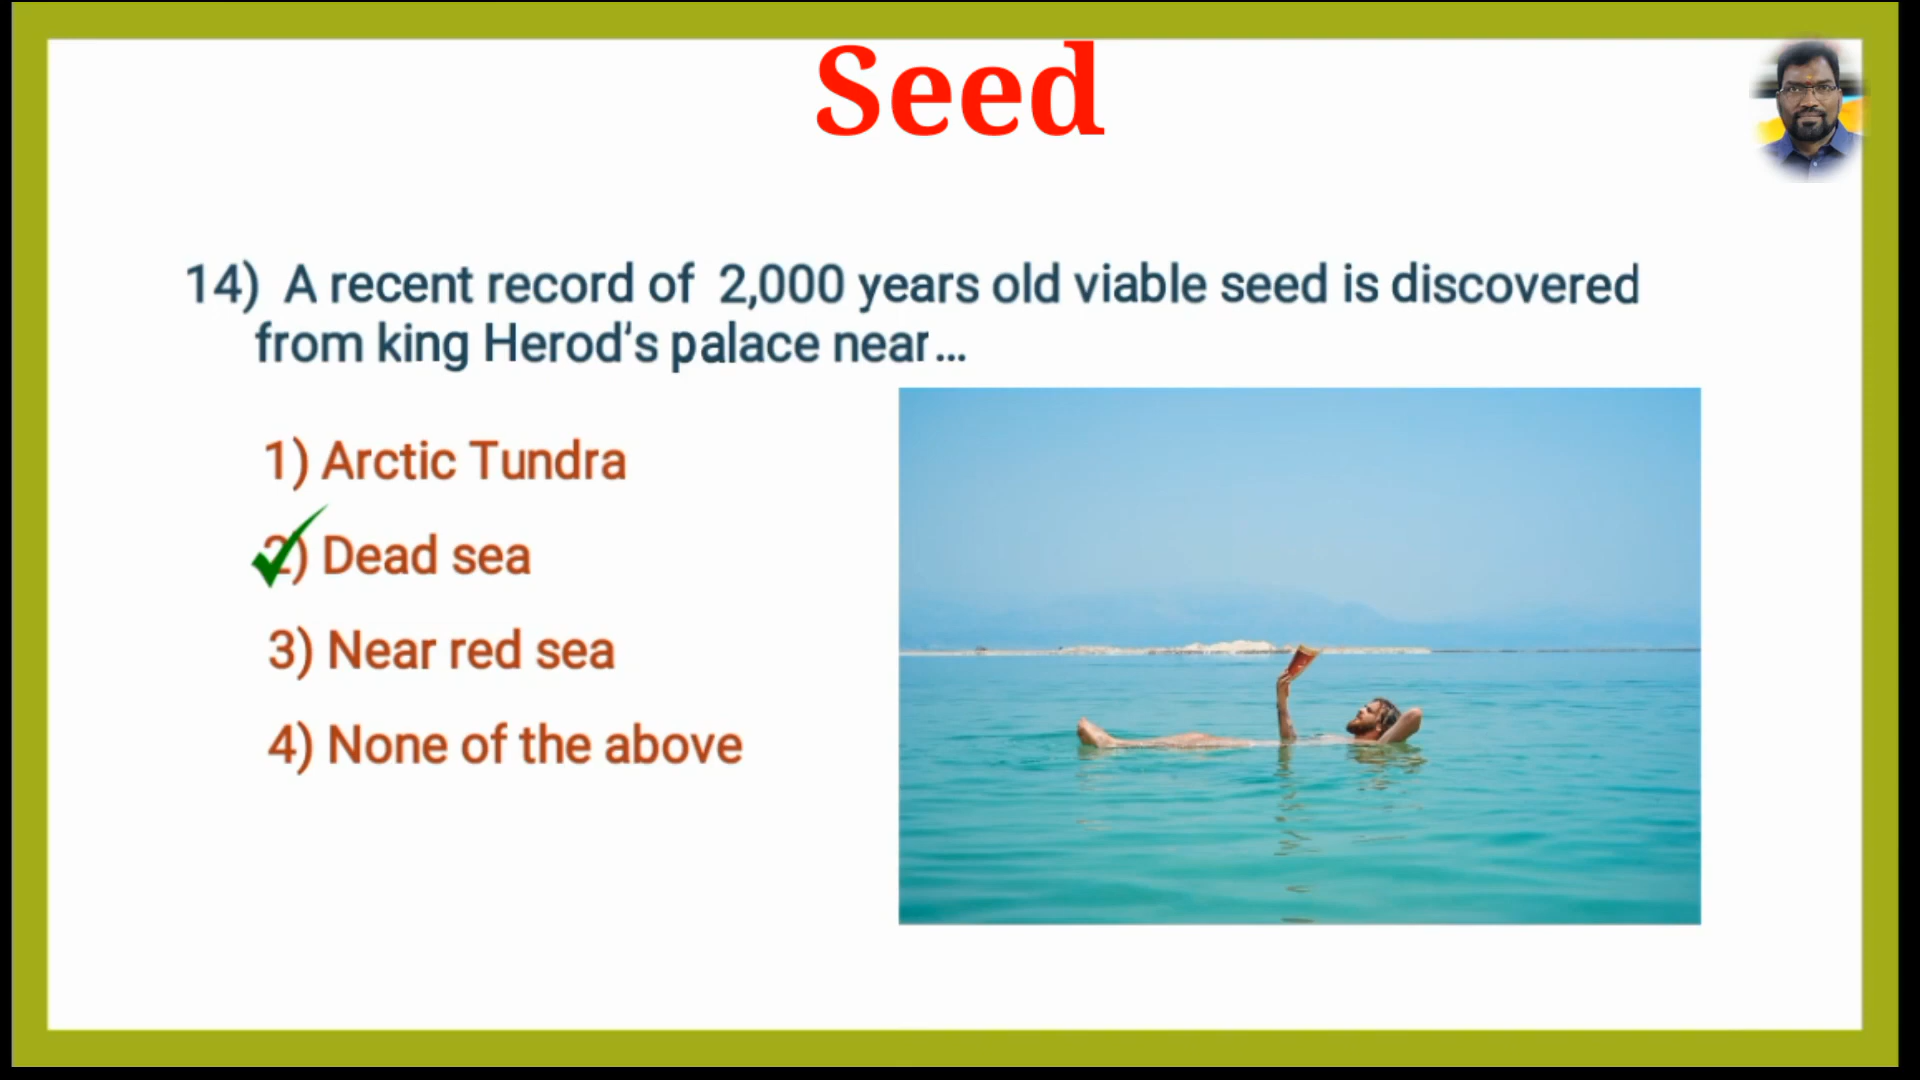 Seed
14) A recent record of 2,000 years old viable seed is discovered
from king Herod's palace near...
1) Arctic Tundra
2) Dead sea
3) Near red sea
4) None of the above